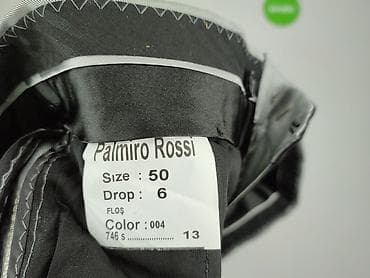 Palmiro Rossi
Size : 50
Drop : 6
FLOŞ
Color : 004
746 s ..................... 13